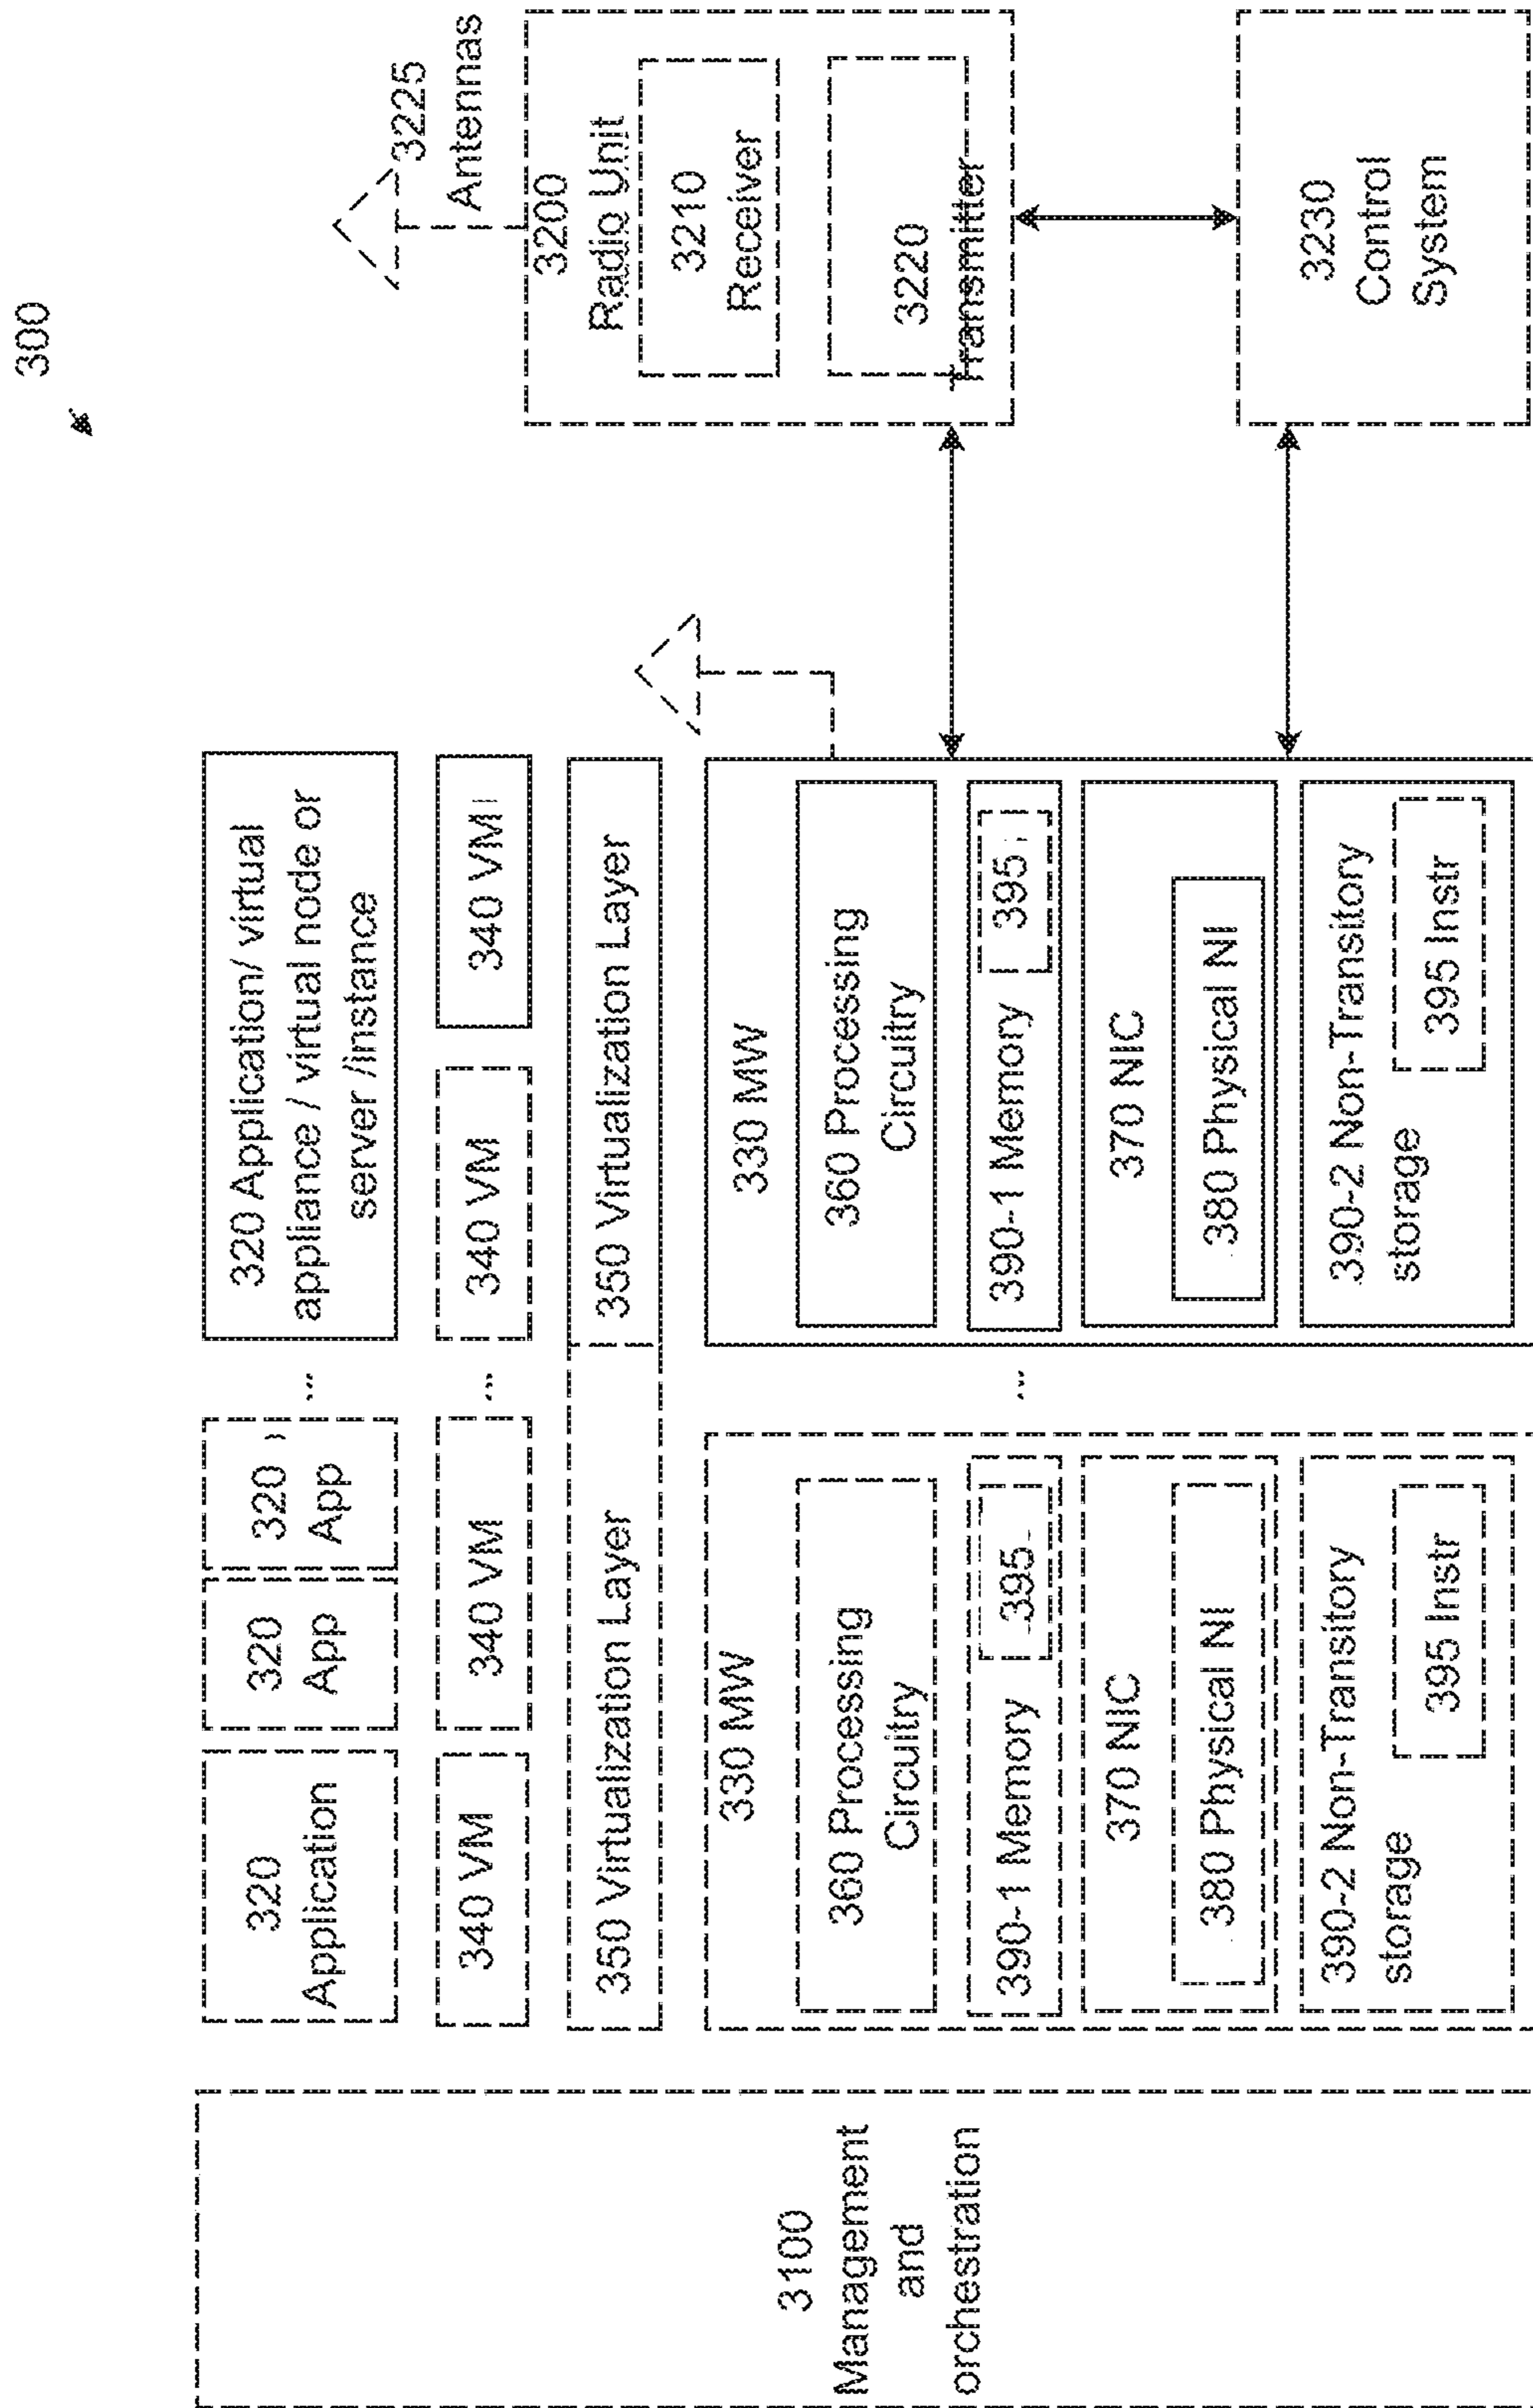 300
3100
Management
and
orchestration
320
Application
320
App
320
App
...
320 Application/ virtual
appliance / virtual node or
server /instance
340 VM
340 VM
...
340 VM
340 VM
350 Virtualization Layer
350 Virtualization Layer
330 MW
360 Processing
Circuitry
390-1 Memory
395
370 NIC
380 Physical NI
390-2 Non-Transitory
storage
395 Instr
...
330 MW
360 Processing
Circuitry
390-1 Memory
395
370 NIC
380 Physical NI
390-2 Non-Transitory
storage
395 Instr
3225
Antennas
3200
Radio Unit
3210
Receiver
3220
Transmitter
3230
Control
System